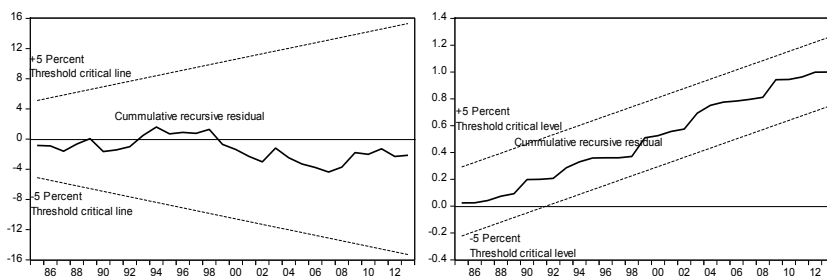 16
12
8
4
0
-4
-8
-12
-16
+5 Percent
Threshold critical line
Cummulative recursive residual
-5 Percent
Threshold critical line
86 88 90 92 94 96 98 00 02 04 06 08 10 12
1.4
1.2
1.0
0.8
0.6
0.4
0.2
0.0
-0.2
-0.4
+5 Percent
Threshold critical level
Cummulative recursive residual
-5 Percent
Threshold critical level
86 88 90 92 94 96 98 00 02 04 06 08 10 12